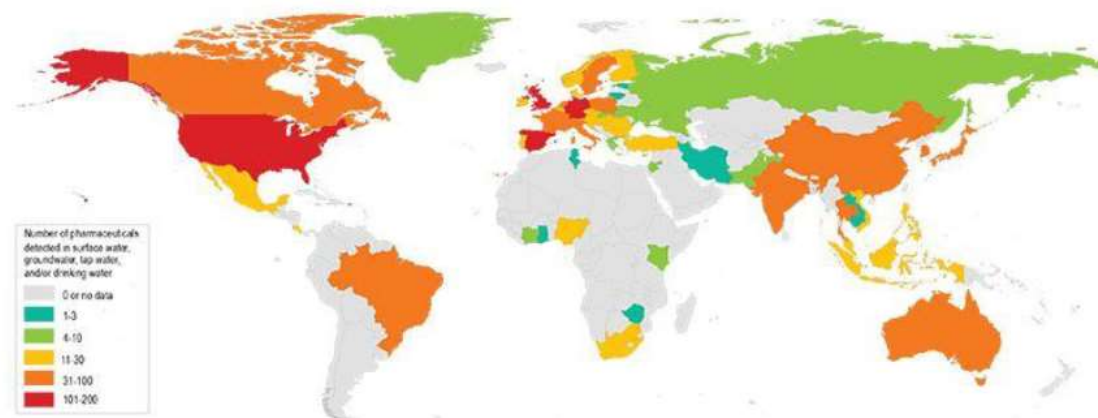 Number of pharmaceuticals
detected in surface water,
groundwater, tap water,
and/or drinking water
0 or no data
1-3
4-10
11-30
31-100
101-200